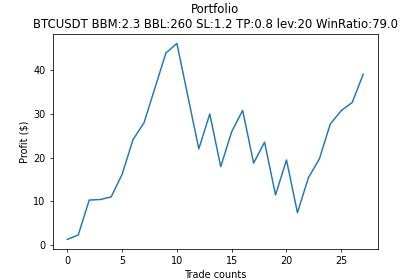 Portfolio
BTCUSDT BBM:2.3 BBL:260 SL:1.2 TP:0.8 lev:20 WinRatio:79.0
Profit ($)
40
30
20
10
0
0 5 10 15 20 25
Trade counts